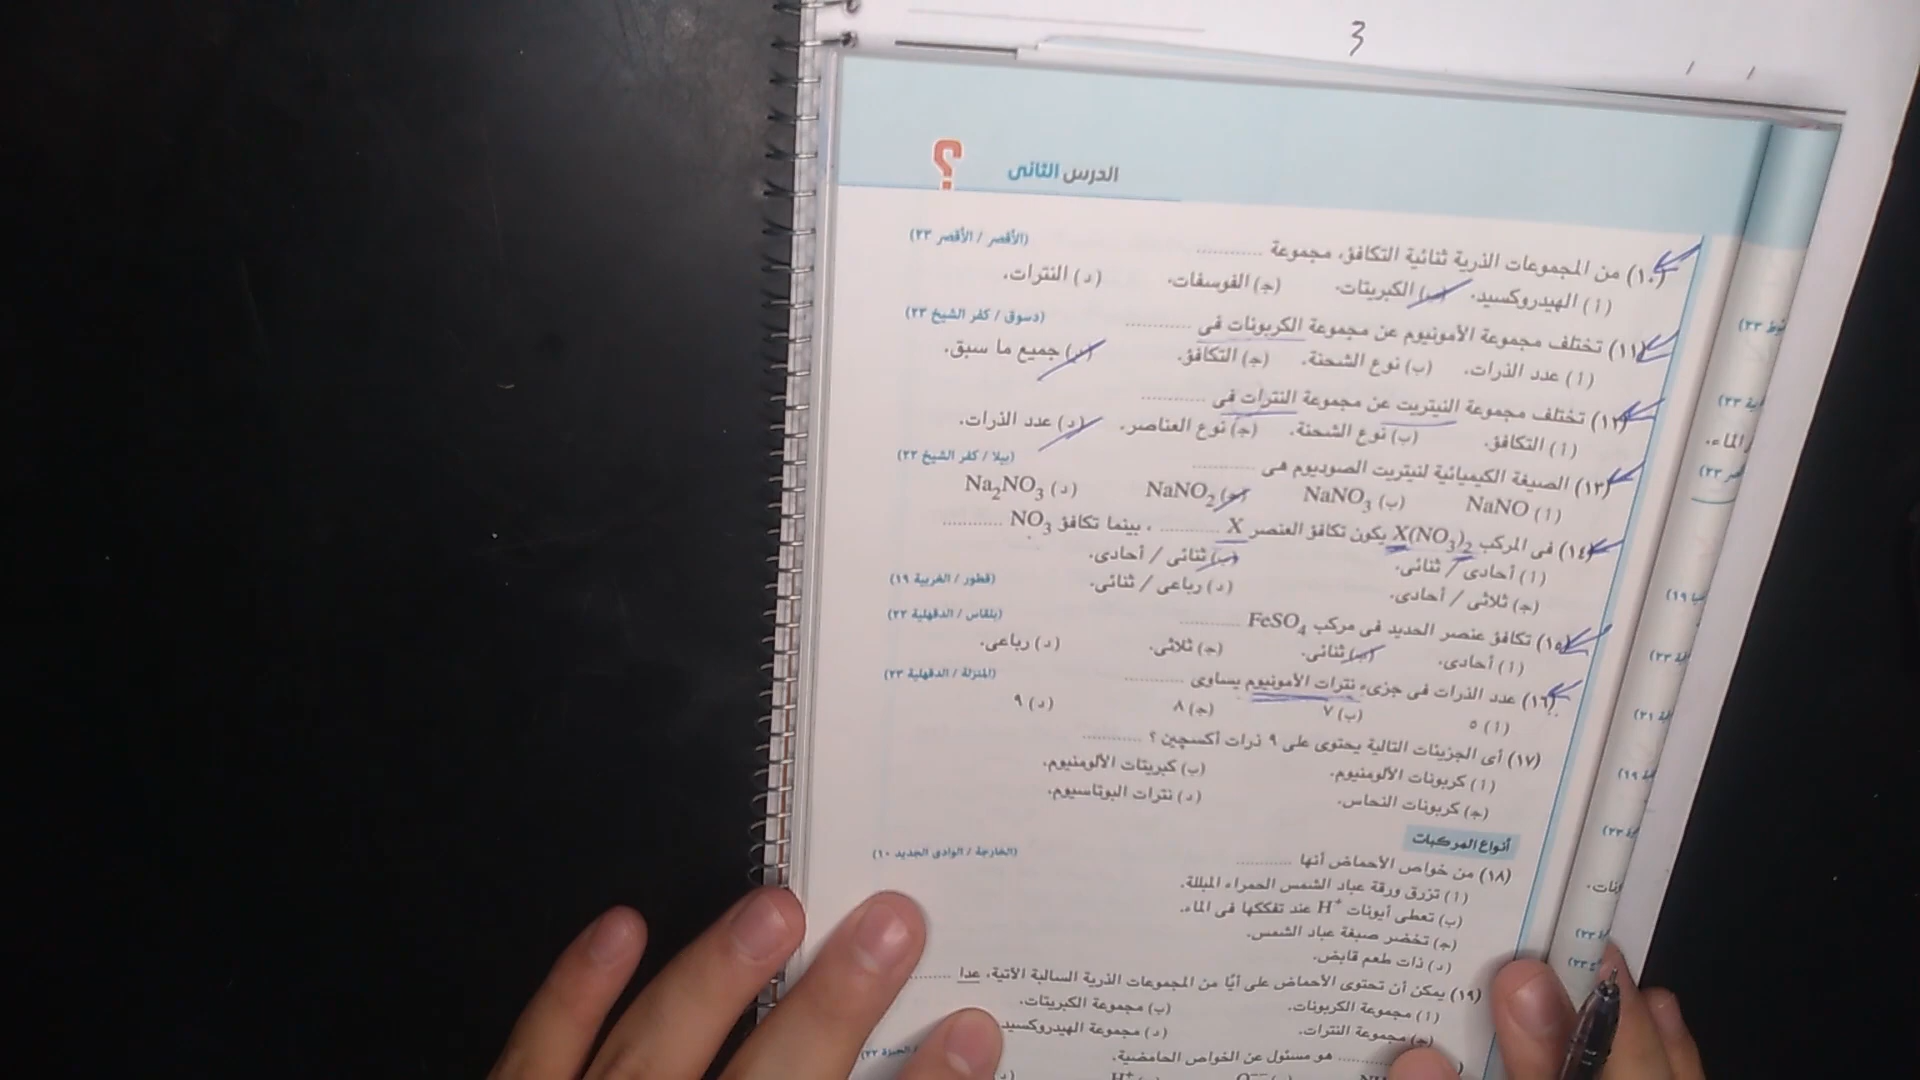 3
الدرس الثانى
؟
(١٠) من المجموعات الذرية ثنائية التكافؤ، مجموعة ............ (الأقصر / الأقصر ٢٣)
(أ) الهيدروكسيد. (ب) الكبريتات. (جـ) الفوسفات. (د) النترات.
(١١) تختلف مجموعة الأمونيوم عن مجموعة الكربونات فى ............ (دسوق / كفر الشيخ ٢٣)
(أ) عدد الذرات. (ب) نوع الشحنة. (جـ) التكافؤ. (د) جميع ما سبق.
(١٢) تختلف مجموعة النيتريت عن مجموعة النترات فى ............
(أ) التكافؤ. (ب) نوع الشحنة. (جـ) نوع العناصر. (د) عدد الذرات.
(١٣) الصيغة الكيميائية لنيتريت الصوديوم هى ............ (بيلا / كفر الشيخ ٢٣)
(أ) NaNO (ب) NaNO₃ (جـ) NaNO₂ (د) Na₂NO₃
(١٤) فى المركب X(NO₃)₂ يكون تكافؤ العنصر X ............ ، بينما تكافؤ NO₃ ............
(أ) أحادى / ثنائى. (ب) ثنائى / أحادى.
(جـ) ثلاثى / أحادى. (د) رباعى / ثنائى. (قطور / الغربية ١٩)
(١٥) تكافؤ عنصر الحديد فى مركب FeSO₄ ............ (بلقاس / الدقهلية ٢٣)
(أ) أحادى. (ب) ثنائى. (جـ) ثلاثى. (د) رباعى.
(١٦) عدد الذرات فى جزىء نترات الأمونيوم يساوى ............ (المنزلة / الدقهلية ٢٣)
(أ) ٥ (ب) ٧ (جـ) ٨ (د) ٩
(١٧) أى الجزيئات التالية يحتوى على ٩ ذرات أكسچين ؟ ............
(أ) كربونات الألومنيوم. (ب) كبريتات الألومنيوم.
(جـ) كربونات النحاس. (د) نترات البوتاسيوم.
أنواع المركبات
(١٨) من خواص الأحماض أنها ............ (الخارجة / الوادى الجديد ١٠)
(أ) تزرق ورقة عباد الشمس الحمراء المبللة.
(ب) تعطى أيونات H⁺ عند تفككها فى الماء.
(جـ) تخضر صبغة عباد الشمس.
(د) ذات طعم قابض.
(١٩) يمكن أن تحتوى الأحماض على أيًا من المجموعات الذرية السالبة الآتية، عدا ............
(أ) مجموعة الكربونات. (ب) مجموعة الكبريتات.
(جـ) مجموعة النترات. (د) مجموعة الهيدروكسيد
............ هو مسئول عن الخواص الحامضية.